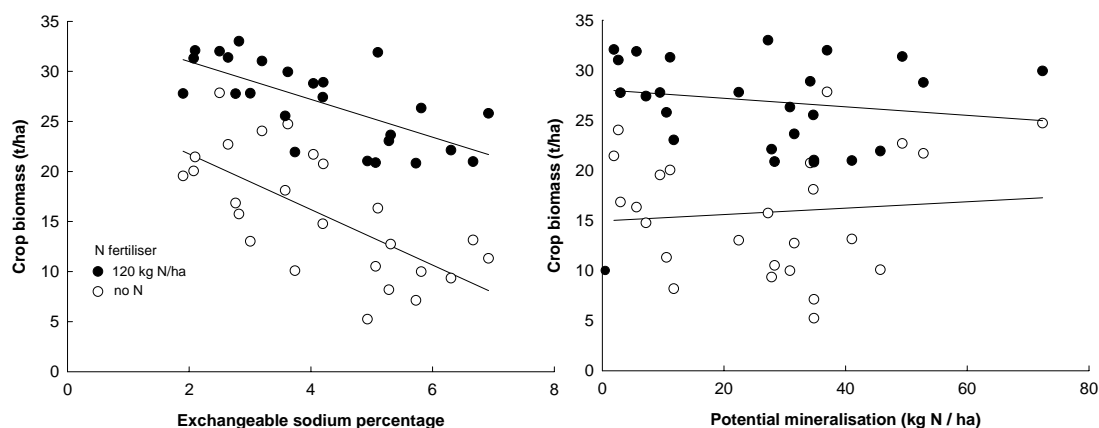 35
30
25
20
15
10
5
0
Crop biomass (t/ha)
N fertiliser
120 kg N/ha
no N
0 2 4 6 8
Exchangeable sodium percentage
35
30
25
20
15
10
5
0
Crop biomass (t/ha)
0 20 40 60 80
Potential mineralisation (kg N / ha)